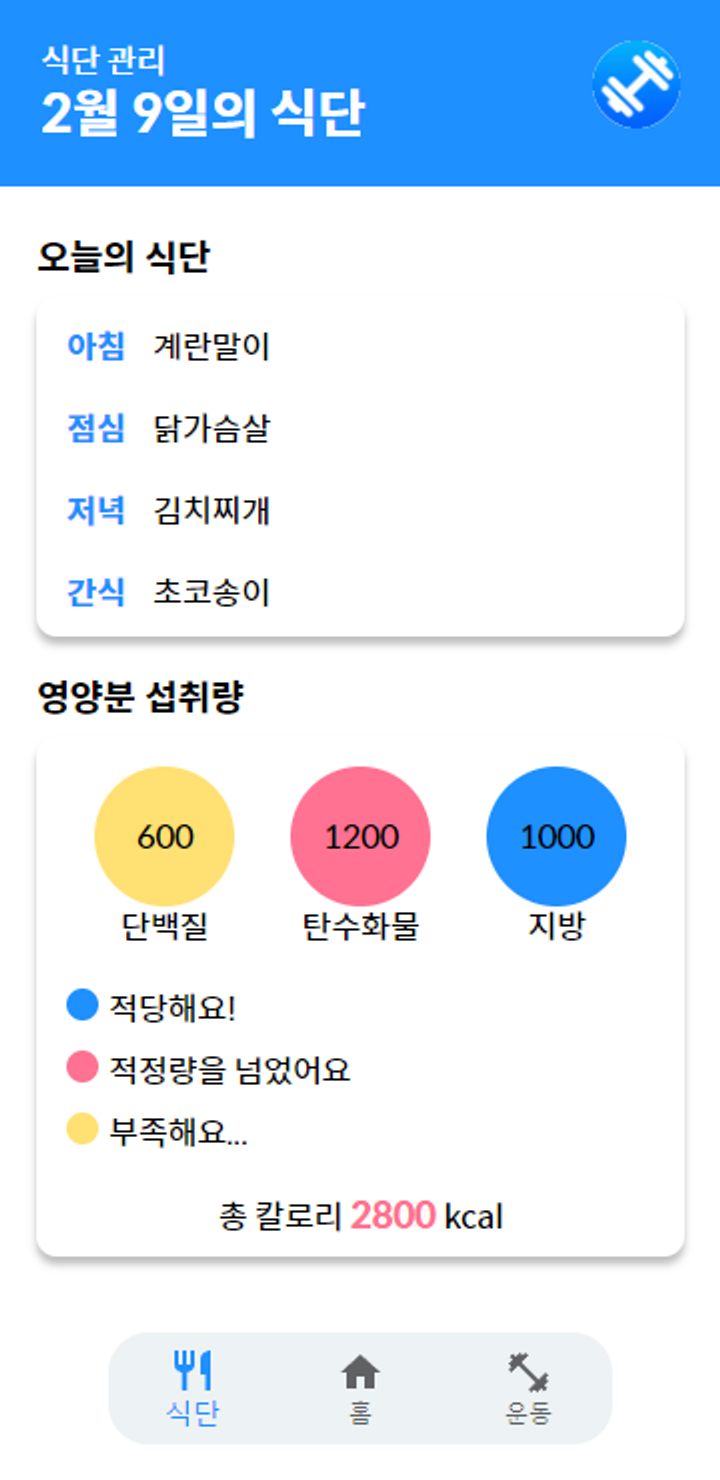 식단 관리
2월 9일의 식단
오늘의 식단
아침 계란말이
점심 닭가슴살
저녁 김치찌개
간식 초코송이
영양분 섭취량
600 1200 1000
단백질 탄수화물 지방
적당해요!
적정량을 넘었어요
부족해요...
총 칼로리 2800 kcal
식단 홈 운동